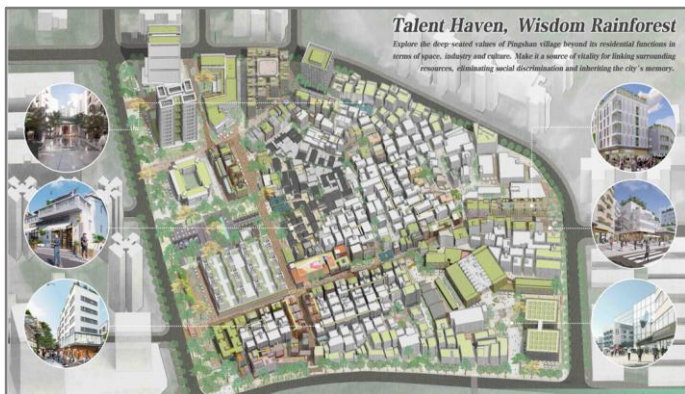 Talent Haven, Wisdom Rainforest
Explore the deep-seated values of Pingshan village beyond its residential functions in
terms of space, industry and culture. Make it a source of vitality for linking surrounding
resources, eliminating social discrimination and inheriting the city's memory.